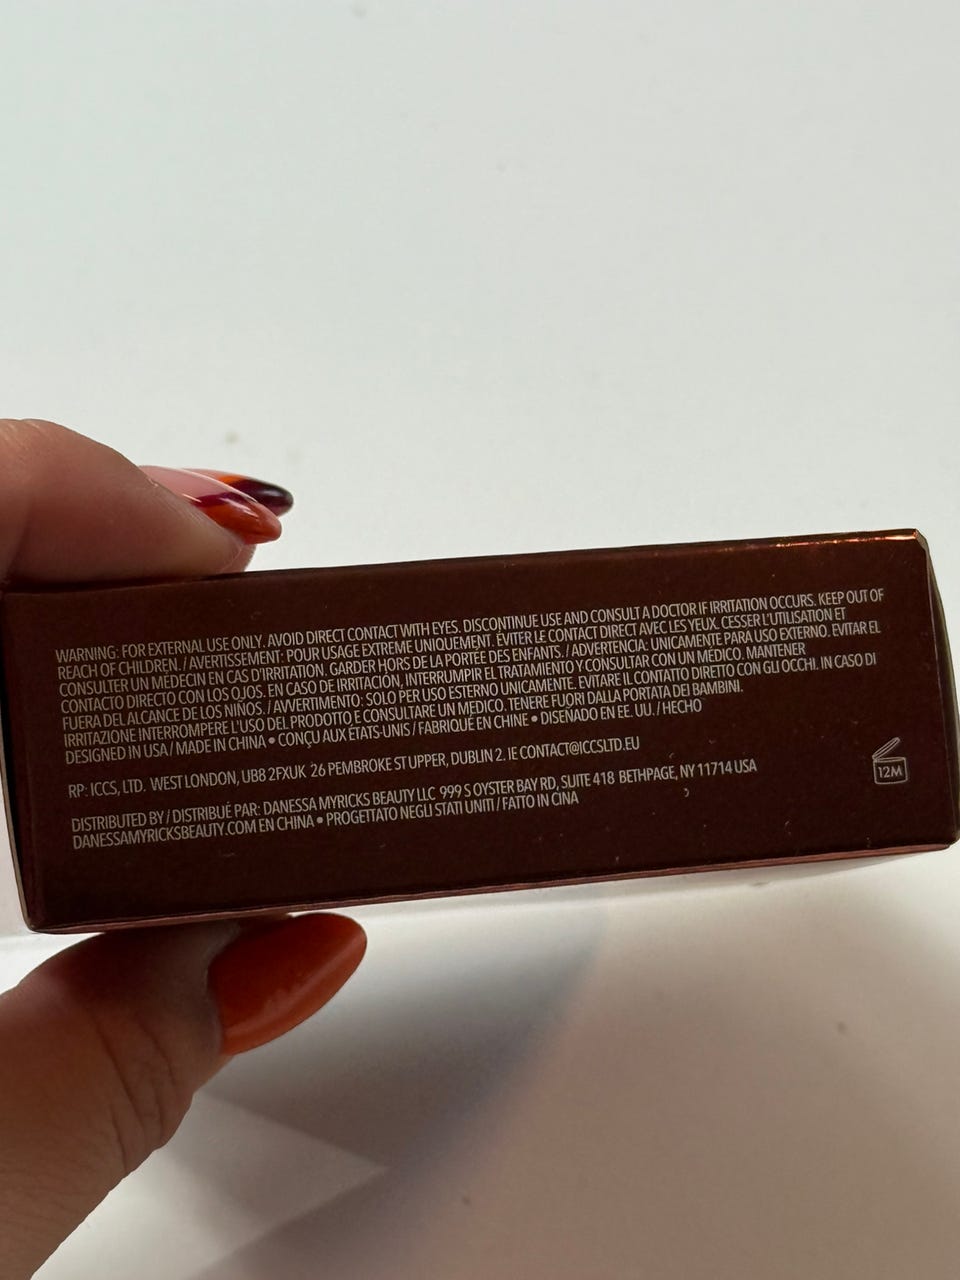 WARNING: FOR EXTERNAL USE ONLY. AVOID DIRECT CONTACT WITH EYES. DISCONTINUE USE AND CONSULT A DOCTOR IF IRRITATION OCCURS. KEEP OUT OF
REACH OF CHILDREN. / AVERTISSEMENT: POUR USAGE EXTREME UNIQUEMENT. ÉVITER LE CONTACT DIRECT AVEC LES YEUX. CESSER L'UTILISATION ET
CONSULTER UN MÉDECIN EN CAS D'IRRITATION. GARDER HORS DE LA PORTÉE DES ENFANTS. / ADVERTENCIA: ÚNICAMENTE PARA USO EXTERNO. EVITAR EL
CONTACTO DIRECTO CON LOS OJOS. EN CASO DE IRRITACIÓN, INTERRUMPIR EL TRATAMIENTO Y CONSULTAR CON UN MÉDICO. MANTENER
FUERA DEL ALCANCE DE LOS NIÑOS. / AVVERTIMENTO: SOLO PER USO ESTERNO UNICAMENTE. EVITARE IL CONTATTO DIRETTO CON GLI OCCHI. IN CASO DI
IRRITAZIONE INTERROMPERE L'USO DEL PRODOTTO E CONSULTARE UN MEDICO. TENERE FUORI DALLA PORTATA DEI BAMBINI.
DESIGNED IN USA / MADE IN CHINA • CONÇU AUX ÉTATS-UNIS / FABRIQUÉ EN CHINE • DISEÑADO EN EE. UU. / HECHO
RP: ICCS, LTD. WEST LONDON, UB8 2FXUK 26 PEMBROKE ST UPPER, DUBLIN 2. IE CONTACT@ICCSLTD.EU
DISTRIBUTED BY / DISTRIBUÉ PAR: DANESSA MYRICKS BEAUTY LLC 999 S OYSTER BAY RD, SUITE 418 BETHPAGE, NY 11714 USA
DANESSAMYRICKSBEAUTY.COM EN CHINA • PROGETTATO NEGLI STATI UNITI / FATTO IN CINA
12M